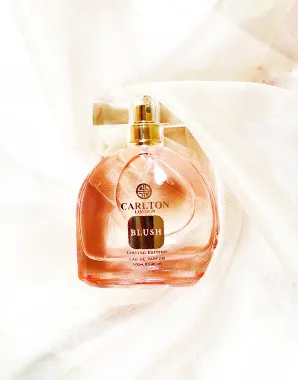 CARLTON
LONDON
BLUSH
Limited Edition
EAU DE PARFUM